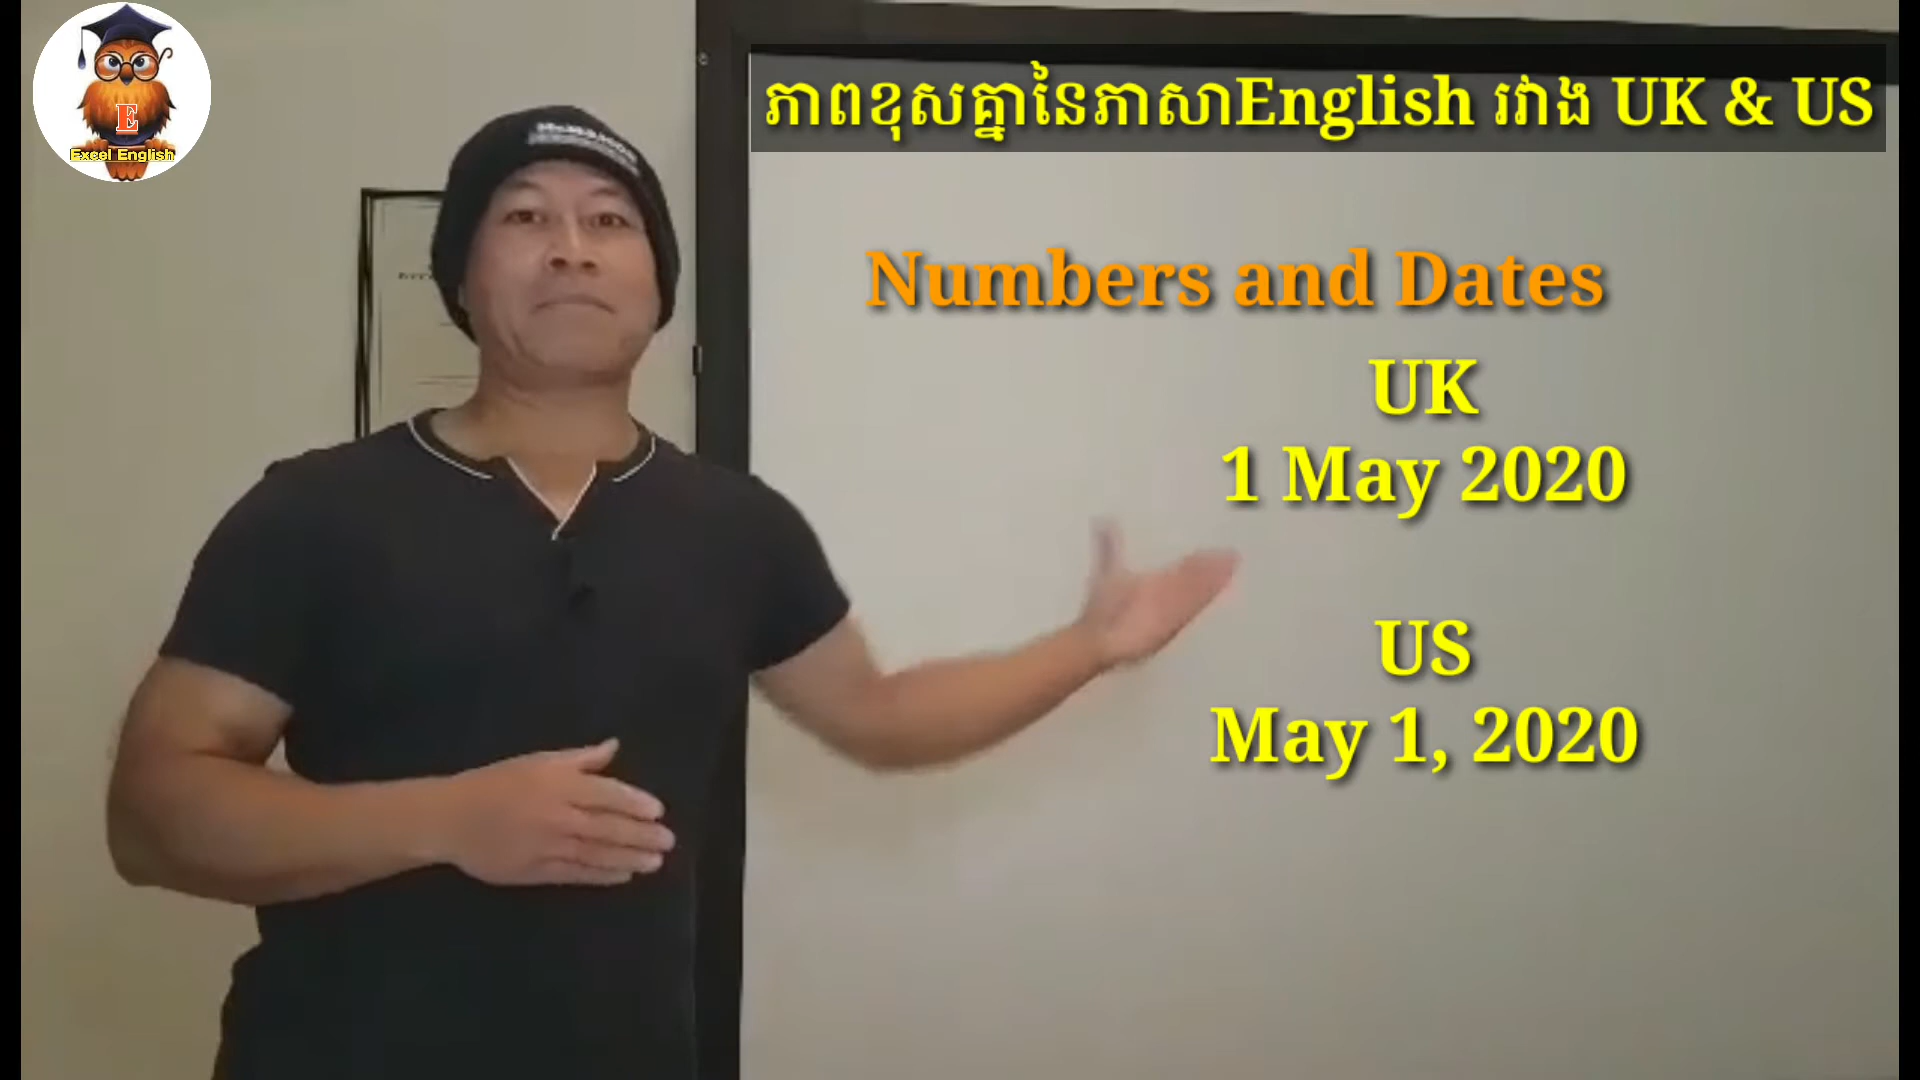 E
Excel English
ភាពខុសគ្នានៃភាសាEnglish រវាង UK & US
Numbers and Dates
UK
1 May 2020
US
May 1, 2020